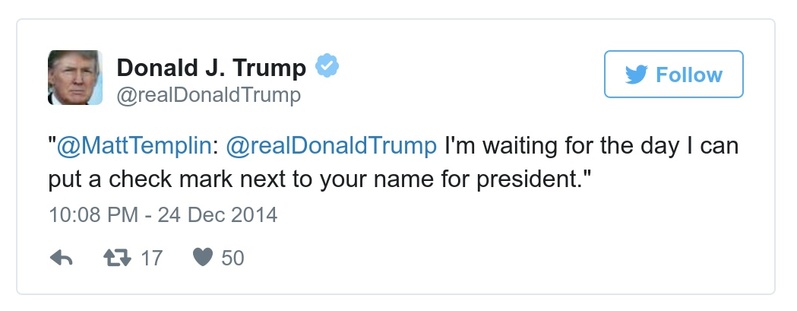 Donald J. Trump
@realDonaldTrump
Follow
"@MattTemplin: @realDonaldTrump I'm waiting for the day I can
put a check mark next to your name for president."
10:08 PM - 24 Dec 2014
17 50